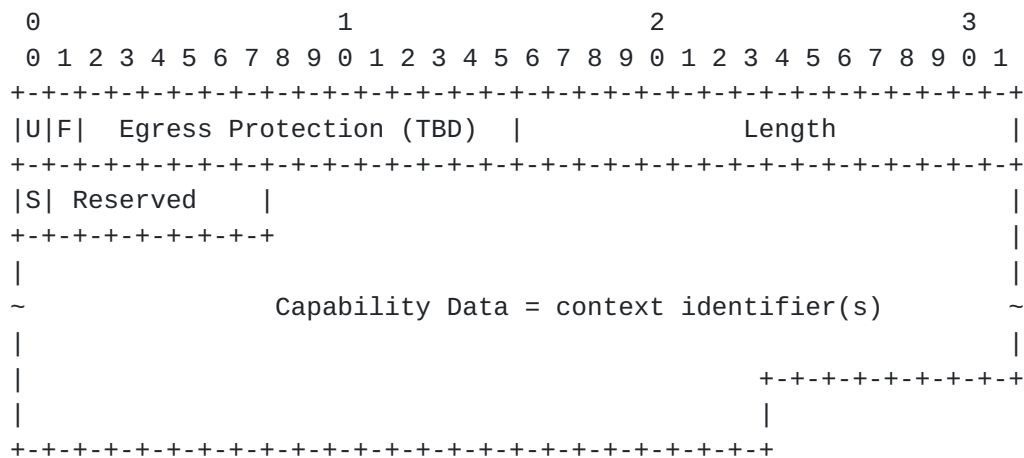 0                   1                   2                   3
 0 1 2 3 4 5 6 7 8 9 0 1 2 3 4 5 6 7 8 9 0 1 2 3 4 5 6 7 8 9 0 1
+-+-+-+-+-+-+-+-+-+-+-+-+-+-+-+-+-+-+-+-+-+-+-+-+-+-+-+-+-+-+-+-+
|U|F|  Egress Protection (TBD)  |              Length           |
+-+-+-+-+-+-+-+-+-+-+-+-+-+-+-+-+-+-+-+-+-+-+-+-+-+-+-+-+-+-+-+-+
|S| Reserved    |                                               |
+-+-+-+-+-+-+-+-+                                               |
|                                                               |
~                Capability Data = context identifier(s)        ~
|                                                               |
|                                               +-+-+-+-+-+-+-+-+
|                                               |
+-+-+-+-+-+-+-+-+-+-+-+-+-+-+-+-+-+-+-+-+-+-+-+-+